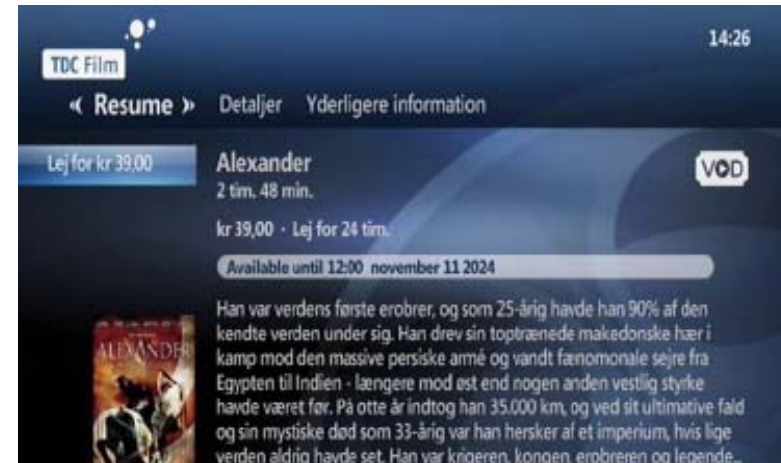 14:26
TDC Film
« Resume » Detaljer Yderligere information
Lej for kr 39,00
Alexander
VOD
2 tim. 48 min.
kr 39,00 · Lej for 24 tim.
Available until 12:00 november 11 2024
Han var verdens første erobrer, og som 25-årig havde han 90% af den
kendte verden under sig. Han drev sin toptrænede makedonske hær i
kamp mod den massive persiske armé og vandt fænomonale sejre fra
Egypten til Indien - længere mod øst end nogen anden vestlig styrke
havde været før. På otte år indtog han 35.000 km, og ved sit ultimative fald
og sin mystiske død som 33-årig var han hersker af et imperium, hvis lige
verden aldrig havde set. Han var krigeren, kongen, erobreren og legende...
ALEXANDER